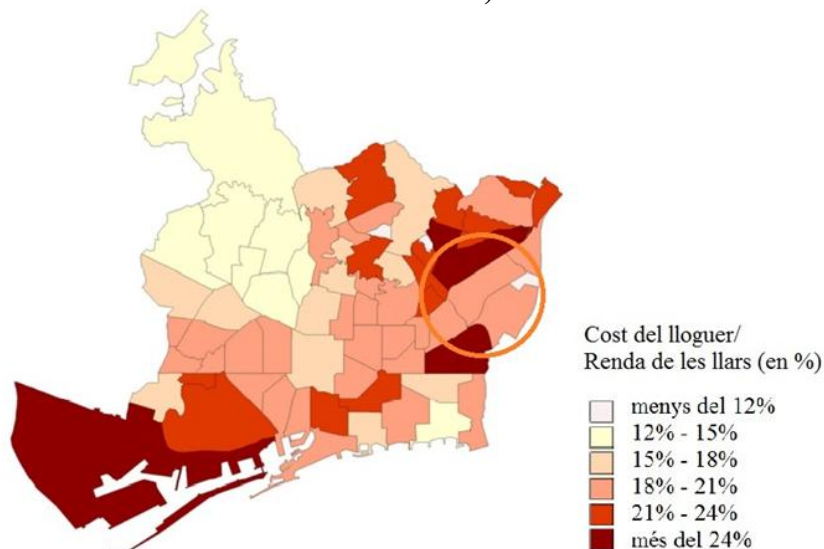 Cost del lloguer/
Renda de les llars (en %)
menys del 12%
12% - 15%
15% - 18%
18% - 21%
21% - 24%
més del 24%